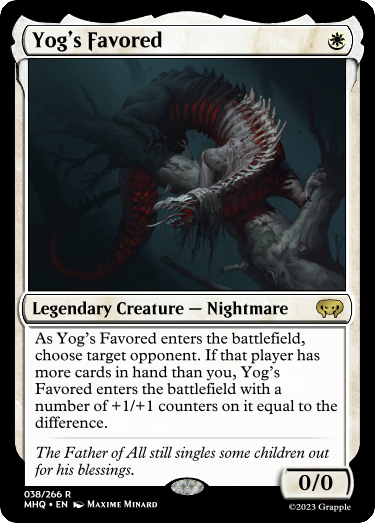 Yog's Favored
Legendary Creature — Nightmare
As Yog's Favored enters the battlefield,
choose target opponent. If that player has
more cards in hand than you, Yog's
Favored enters the battlefield with a
number of +1/+1 counters on it equal to the
difference.
The Father of All still singles some children out
for his blessings.
0/0
038/266 R
MHQ • EN Maxime Minard
©2023 Grapple